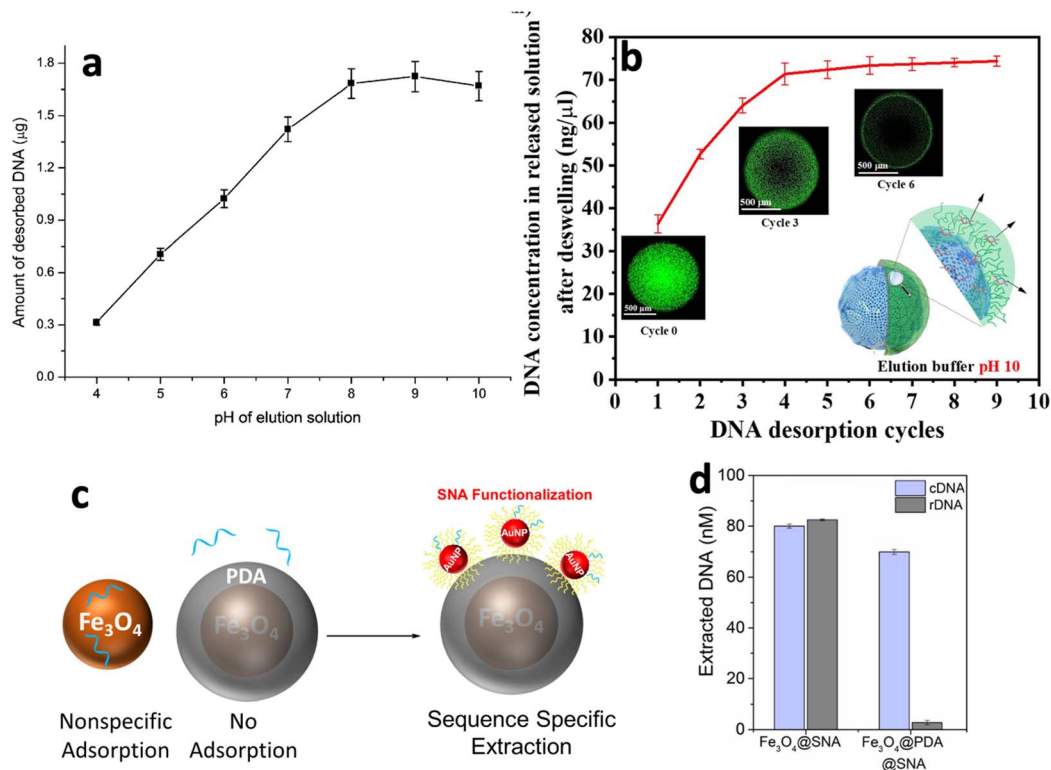 a
Amount of desorbed DNA (μg)
1.8
1.5
1.2
0.9
0.6
0.3
0.0
4 5 6 7 8 9 10
pH of elution solution
b
DNA concentration in released solution
after deswelling (ng/μl)
80
70
60
50
40
30
20
10
0
0 1 2 3 4 5 6 7 8 9 10
DNA desorption cycles
500 μm
Cycle 0
500 μm
Cycle 3
500 μm
Cycle 6
Elution buffer pH 10
c
SNA Functionalization
AuNP
AuNP
AuNP
PDA
Fe₃O₄
Fe₃O₄
Fe₃O₄
Nonspecific
Adsorption
No
Adsorption
Sequence Specific
Extraction
d
Extracted DNA (nM)
100
80
60
40
20
0
cDNA
rDNA
Fe₃O₄@SNA
Fe₃O₄@PDA
@SNA